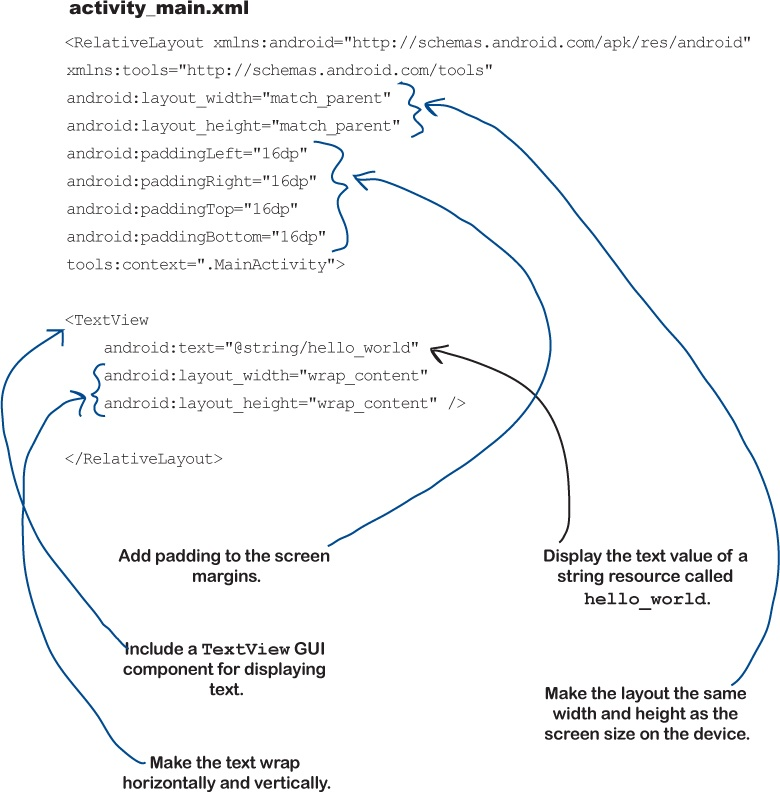 activity_main.xml
<RelativeLayout xmlns:android="http://schemas.android.com/apk/res/android"
xmlns:tools="http://schemas.android.com/tools"
android:layout_width="match_parent"
android:layout_height="match_parent"
android:paddingLeft="16dp"
android:paddingRight="16dp"
android:paddingTop="16dp"
android:paddingBottom="16dp"
tools:context=".MainActivity">
<TextView
android:text="@string/hello_world"
android:layout_width="wrap_content"
android:layout_height="wrap_content" />
</RelativeLayout>
Add padding to the screen
margins.
Display the text value of a
string resource called
hello_world.
Include a TextView GUI
component for displaying
text.
Make the layout the same
width and height as the
screen size on the device.
Make the text wrap
horizontally and vertically.